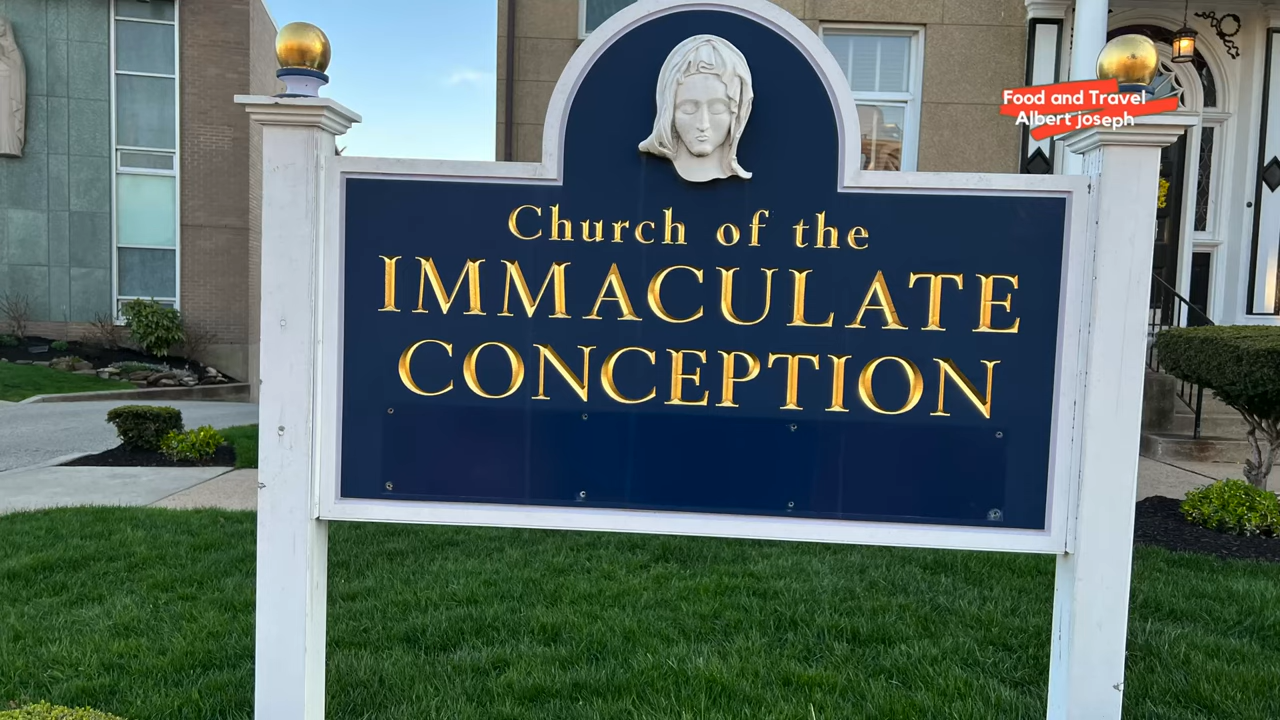 Food and Travel
Albert joseph
Church of the
IMMACULATE
CONCEPTION